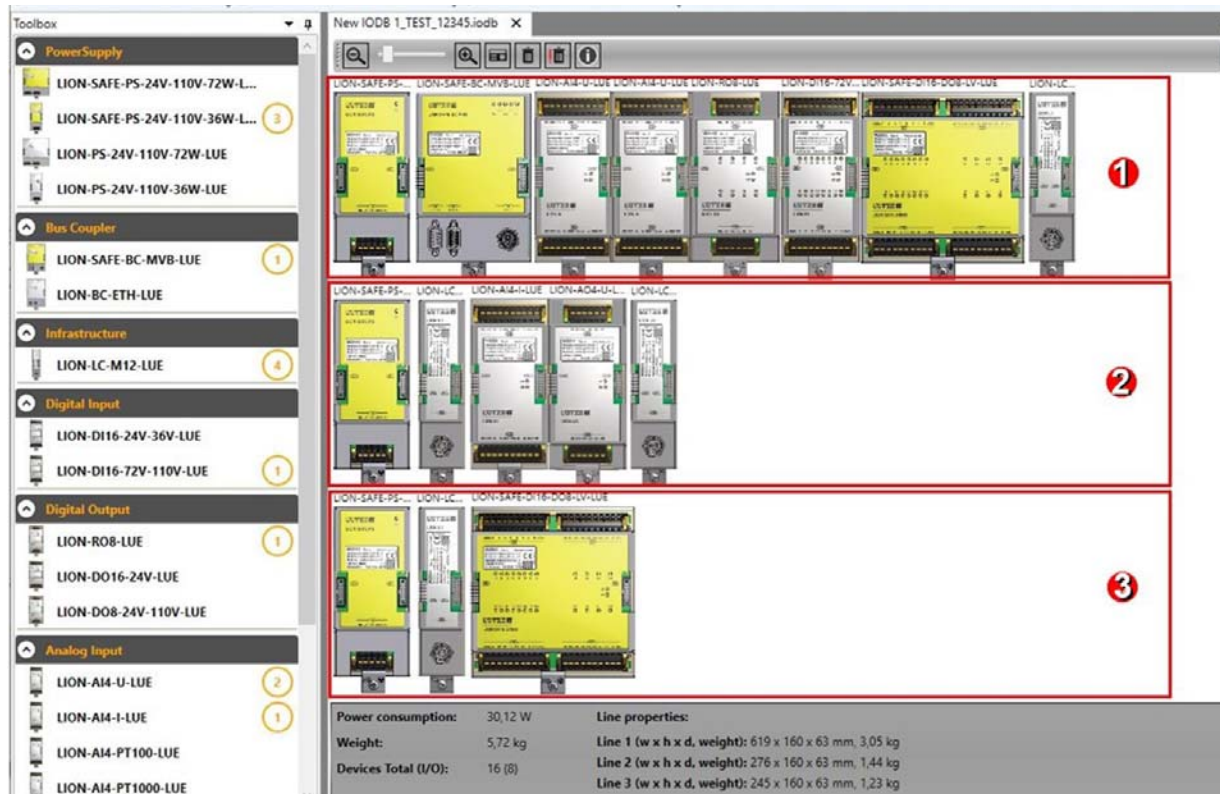 Toolbox
New IODB 1_TEST_12345.iodb
PowerSupply
LION-SAFE-PS-24V-110V-72W-L...
LION-SAFE-PS-24V-110V-36W-L... 3
LION-PS-24V-110V-72W-LUE
LION-PS-24V-110V-36W-LUE
Bus Coupler
LION-SAFE-BC-MVB-LUE 1
LION-BC-ETH-LUE
Infrastructure
LION-LC-M12-LUE 4
Digital Input
LION-DI16-24V-36V-LUE
LION-DI16-72V-110V-LUE 1
Digital Output
LION-RO8-LUE 1
LION-DO16-24V-LUE
LION-DO8-24V-110V-LUE
Analog Input
LION-AI4-U-LUE 2
LION-AI4-I-LUE 1
LION-AI4-PT100-LUE
LION-AI4-PT1000-LUE
LION-SAFE-PS-... LION-SAFE-BC-MVB-LUE LION-AI4-U-LUE LION-AI4-U-LUE LION-RO8-LUE LION-DI16-72V... LION-SAFE-DI16-DO8-LV-LUE LION-LC...
1
LION-SAFE-PS-... LION-LC... LION-AI4-I-LUE LION-AO4-U-L... LION-LC...
2
LION-SAFE-PS-... LION-LC... LION-SAFE-DI16-DO8-LV-LUE
3
Power consumption: 30,12 W Line properties:
Weight: 5,72 kg Line 1 (w x h x d, weight): 619 x 160 x 63 mm, 3,05 kg
Devices Total (I/O): 16 (8) Line 2 (w x h x d, weight): 276 x 160 x 63 mm, 1,44 kg
Line 3 (w x h x d, weight): 245 x 160 x 63 mm, 1,23 kg